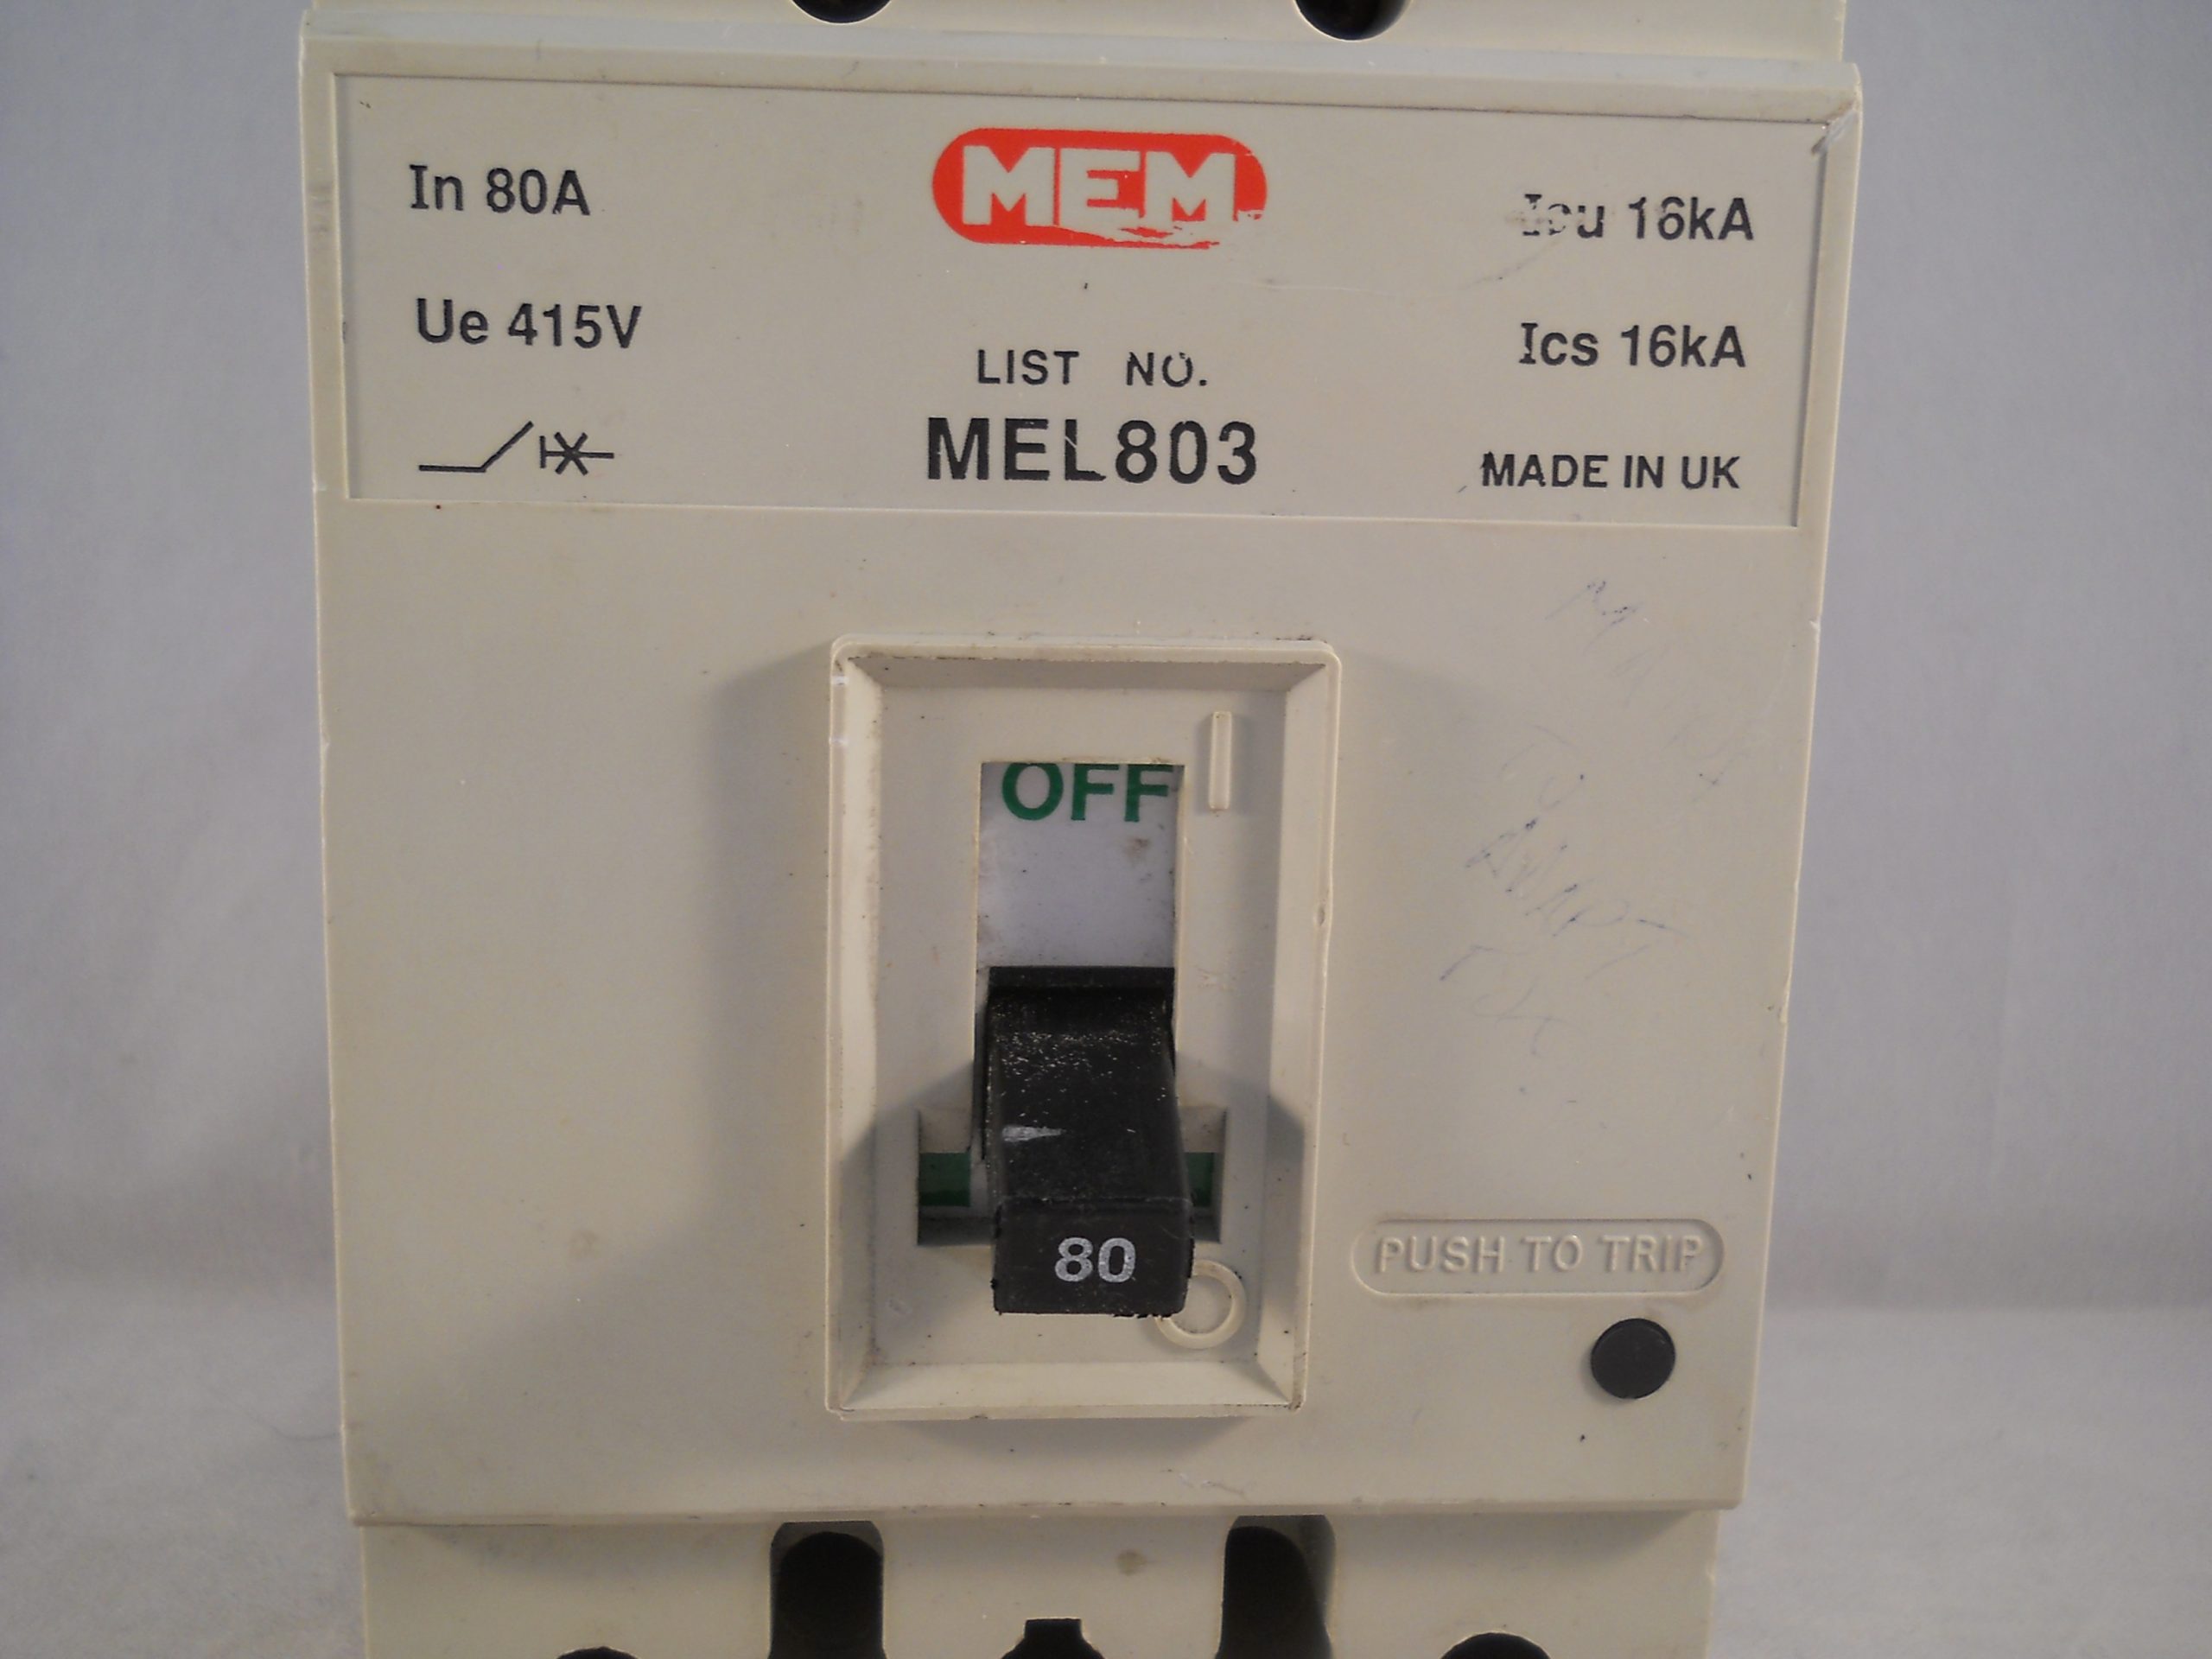 In 80A
Ue 415V
MEM
LIST NO.
MEL803
Icu 16kA
Ics 16kA
MADE IN UK
I
OFF
80
O
PUSH TO TRIP